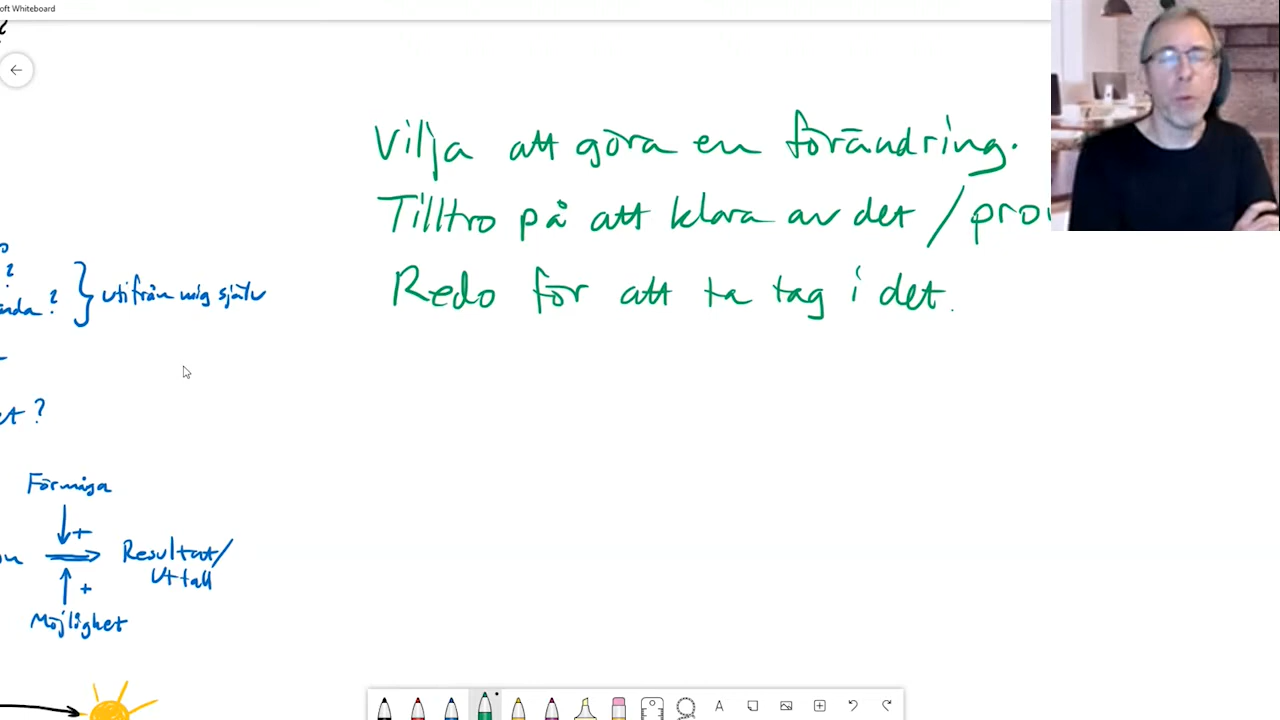 oft Whiteboard
Vilja att göra en förändring.
Tilltro på att klara av det / pro
Redo för att ta tag i det.
?
?
} utifrån mig själv
et ?
Förmåga
+
Resultat/
Utfall
+
Möjlighet
A